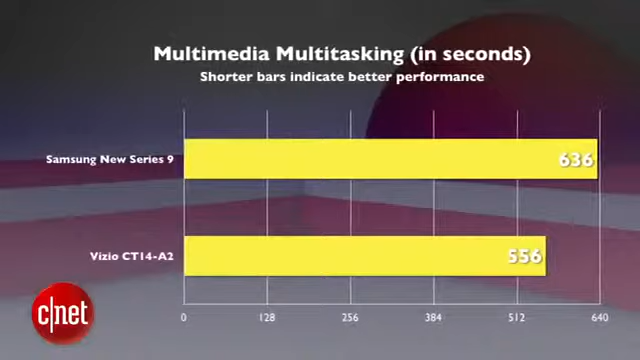 Multimedia Multitasking (in seconds)
Shorter bars indicate better performance
Samsung New Series 9
636
Vizio CT14-A2
556
0 128 256 384 512 640
c|net